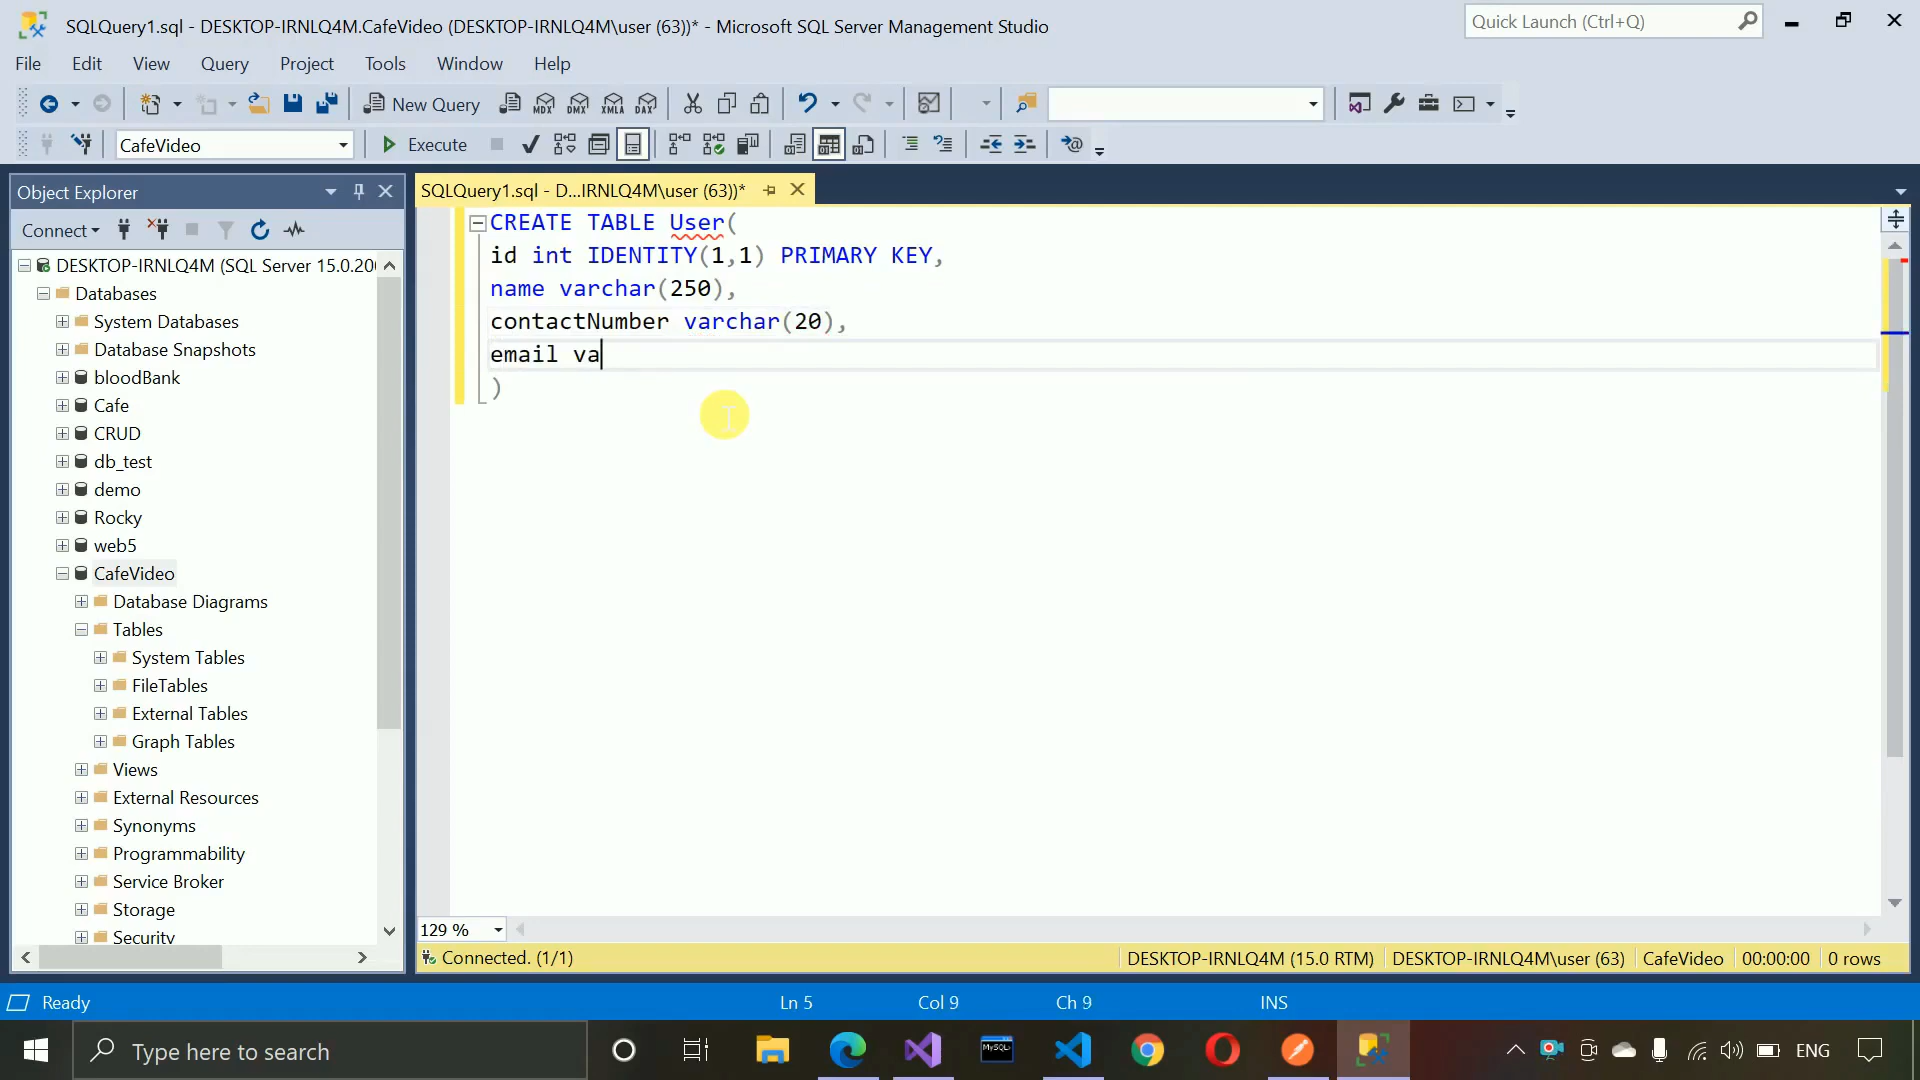 SQLQuery1.sql - DESKTOP-IRNLQ4M.CafeVideo (DESKTOP-IRNLQ4M\user (63))* - Microsoft SQL Server Management Studio
Quick Launch (Ctrl+Q)
File Edit View Query Project Tools Window Help
New Query MDX DMX XMLA DAX
CafeVideo Execute
Object Explorer
SQLQuery1.sql - D...IRNLQ4M\user (63))*
Connect
DESKTOP-IRNLQ4M (SQL Server 15.0.200
Databases
System Databases
Database Snapshots
bloodBank
Cafe
CRUD
db_test
demo
Rocky
web5
CafeVideo
Database Diagrams
Tables
System Tables
FileTables
External Tables
Graph Tables
Views
External Resources
Synonyms
Programmability
Service Broker
Storage
Security
CREATE TABLE User(
id int IDENTITY(1,1) PRIMARY KEY,
name varchar(250),
contactNumber varchar(20),
email va
)
129 %
Connected. (1/1) DESKTOP-IRNLQ4M (15.0 RTM) DESKTOP-IRNLQ4M\user (63) CafeVideo 00:00:00 0 rows
Ready Ln 5 Col 9 Ch 9 INS
Type here to search
MySQL
ENG